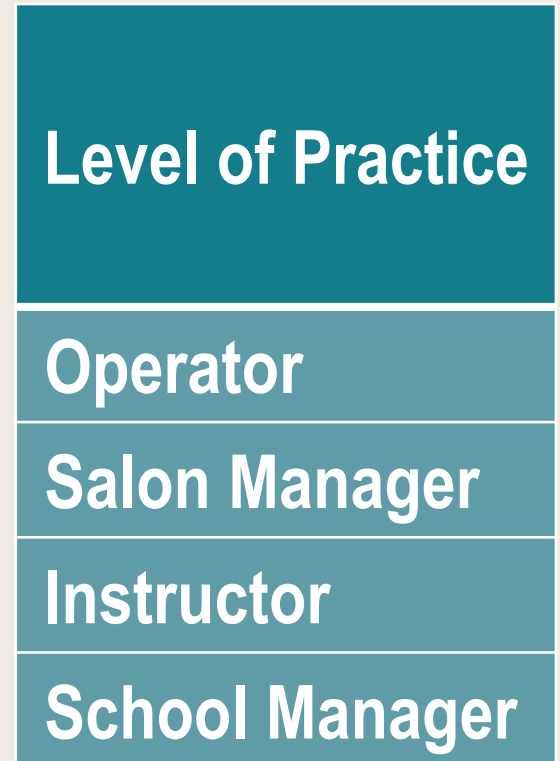 Level of Practice
Operator
Salon Manager
Instructor
School Manager